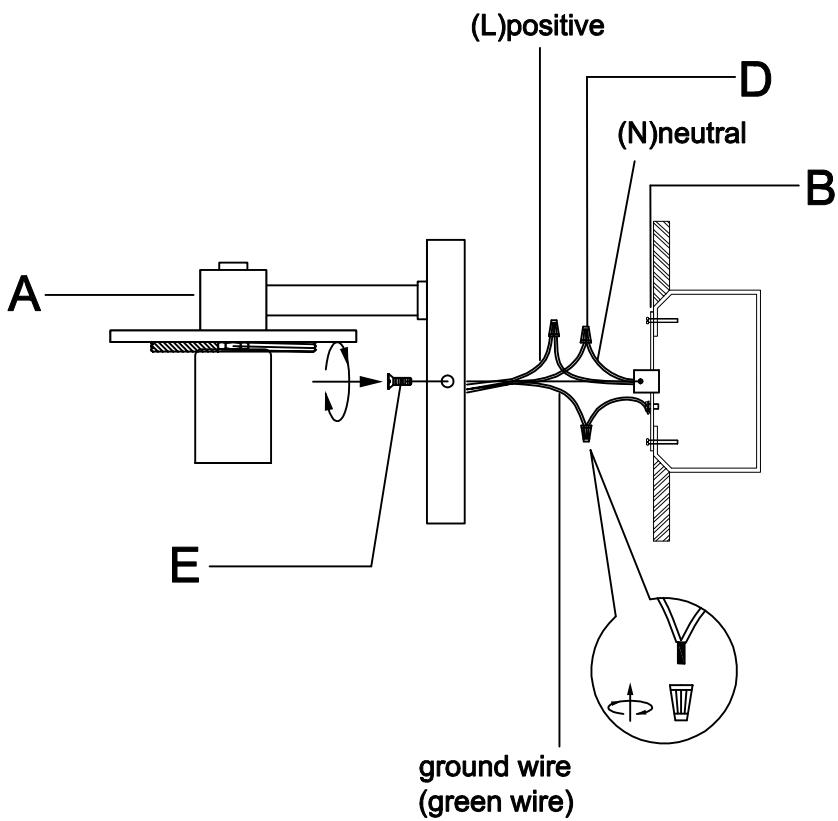 (L)positive
D
(N)neutral
B
A
E
ground wire
(green wire)